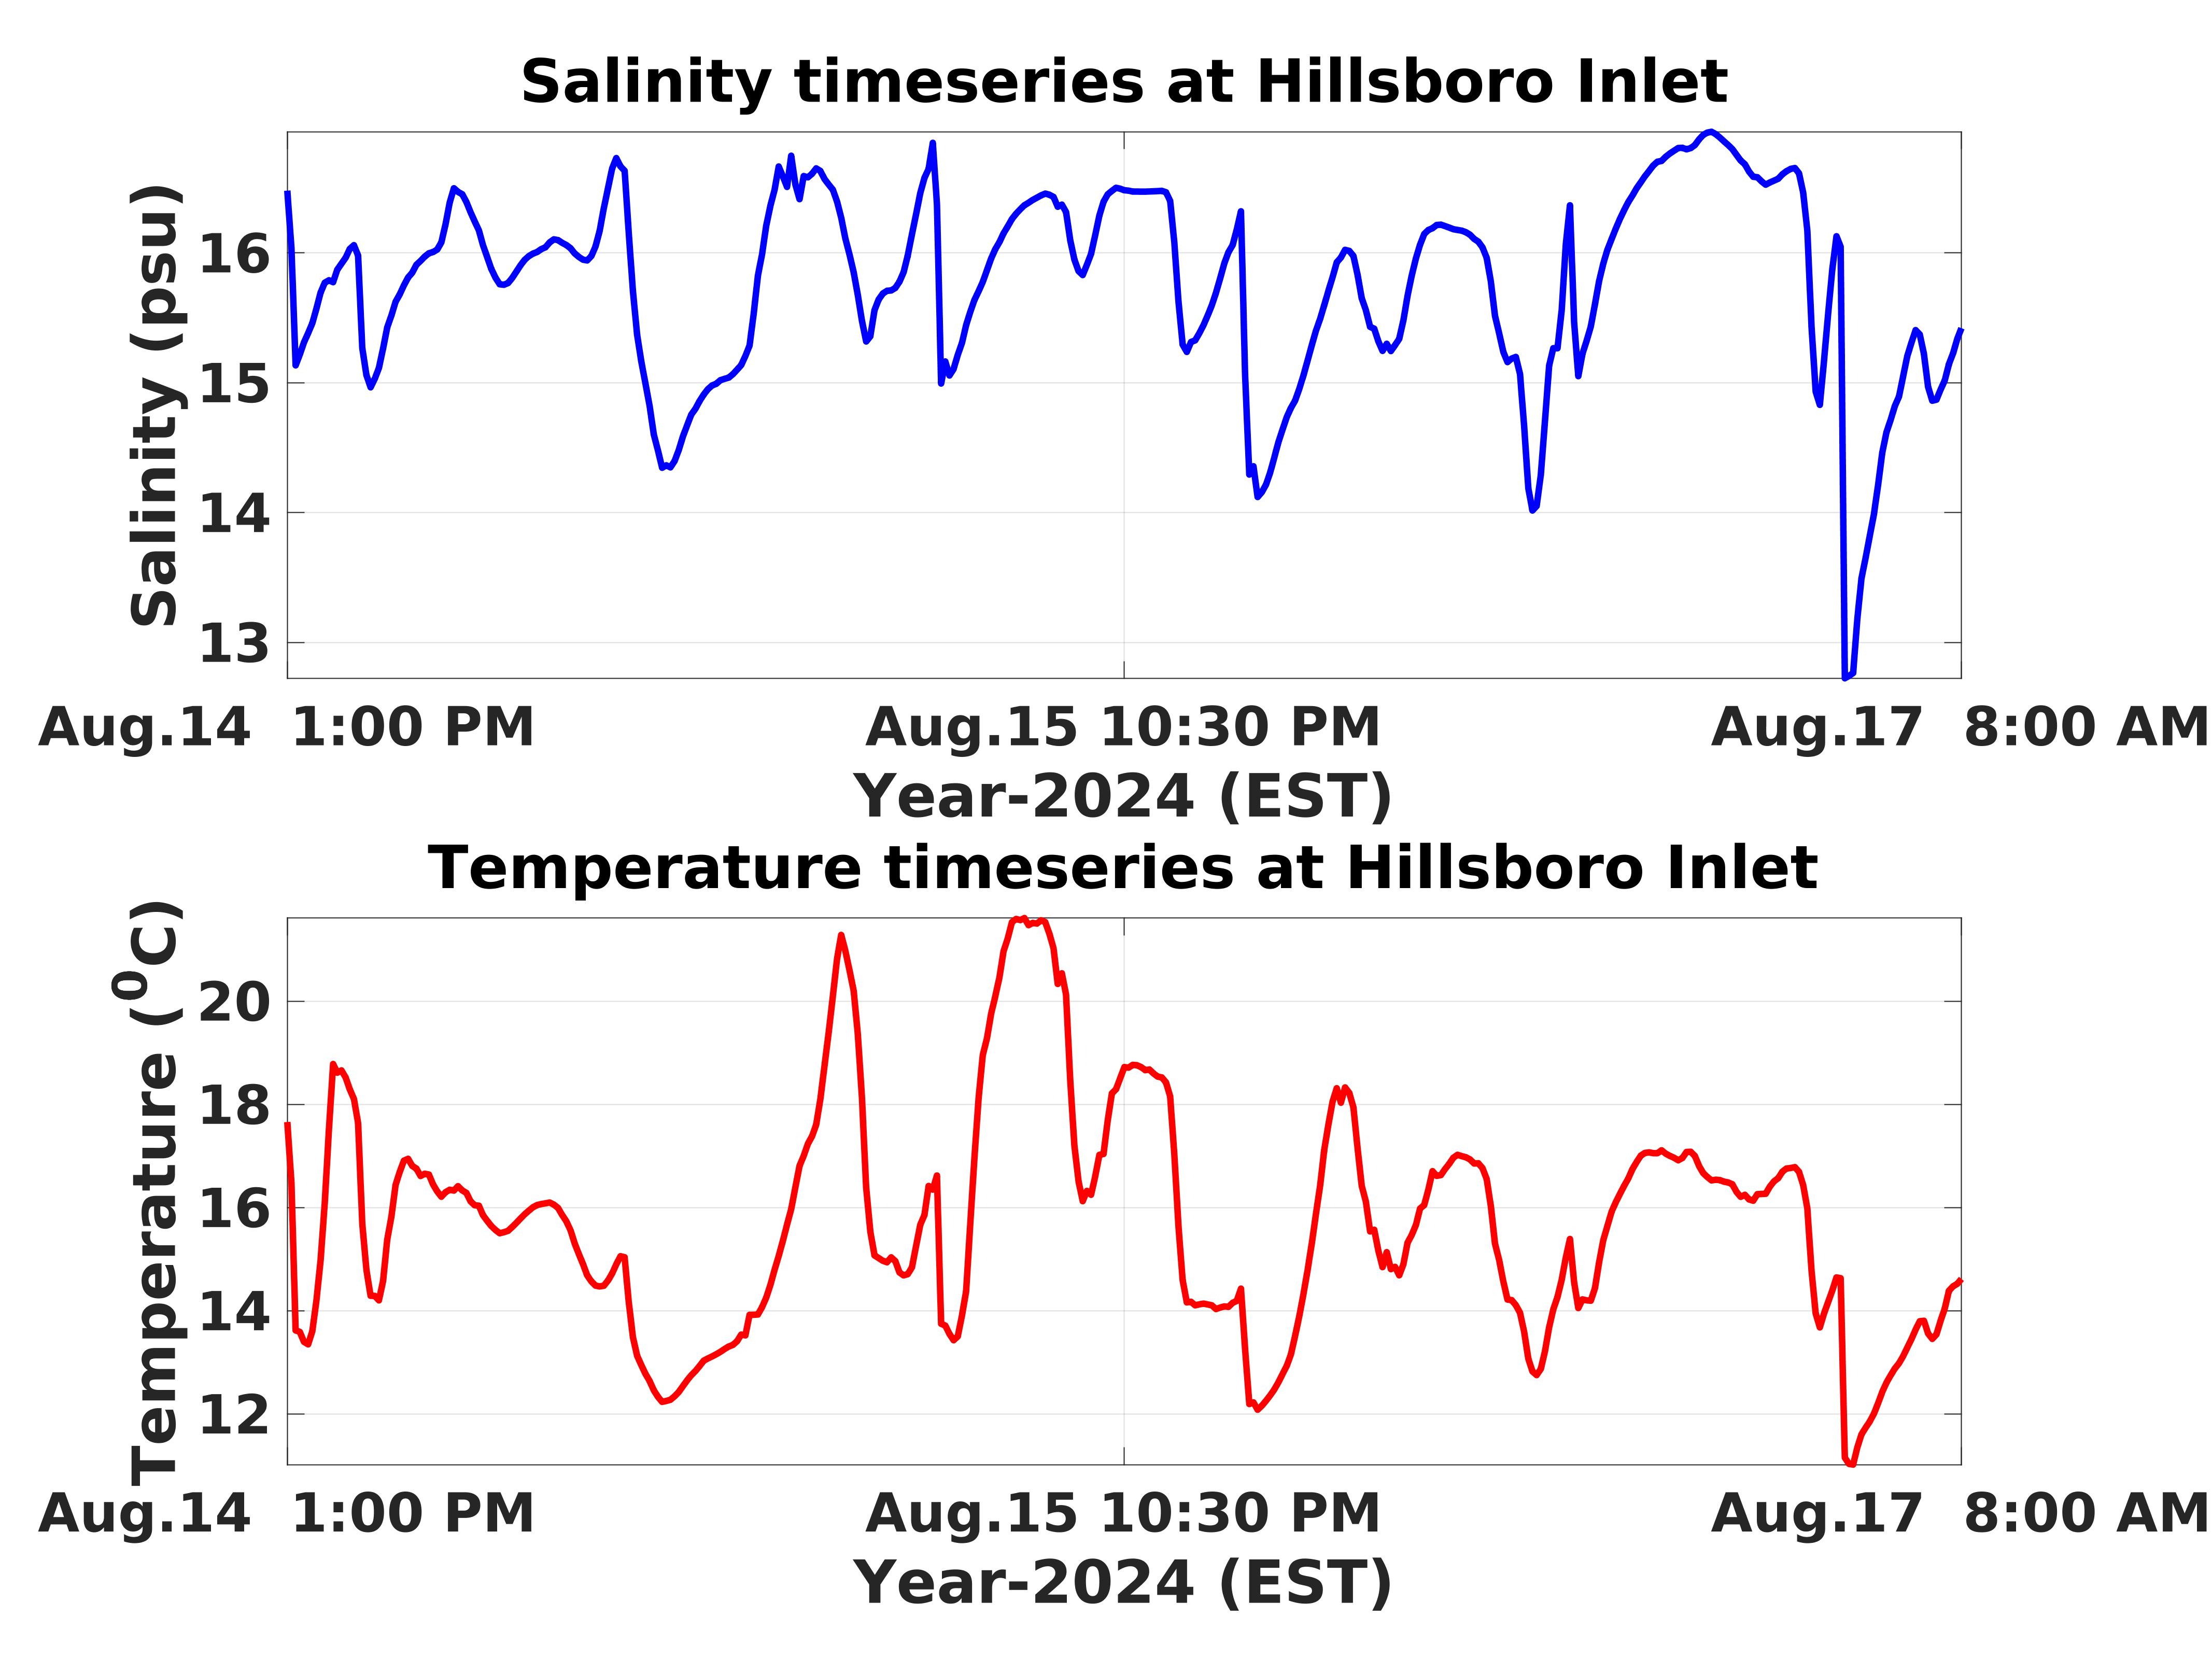 Salinity timeseries at Hillsboro Inlet
Salinity (psu)
16
15
14
13
Aug.14 1:00 PM Aug.15 10:30 PM Aug.17 8:00 AM
Year-2024 (EST)
Temperature timeseries at Hillsboro Inlet
Temperature (⁰C)
20
18
16
14
12
Aug.14 1:00 PM Aug.15 10:30 PM Aug.17 8:00 AM
Year-2024 (EST)